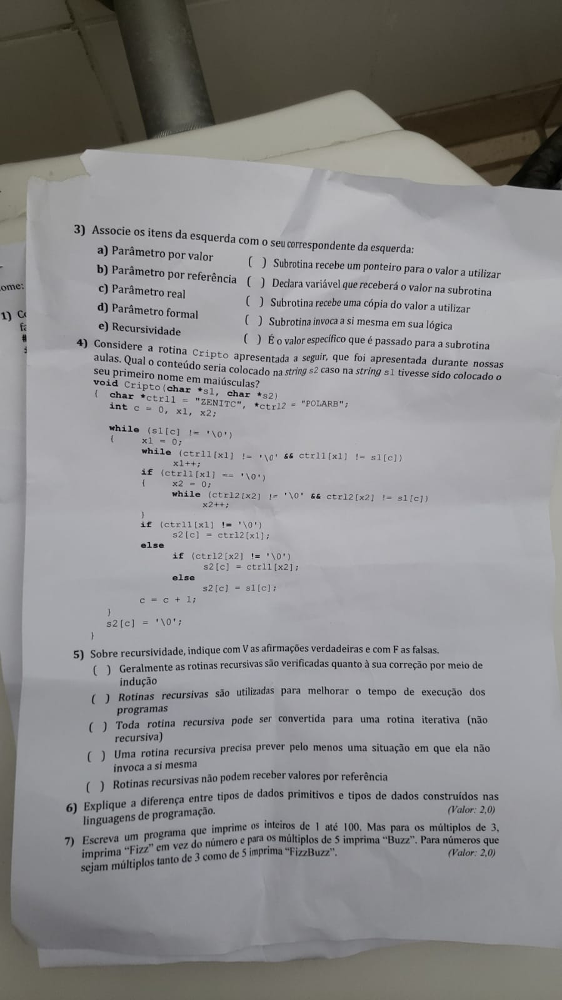 3) Associe os itens da esquerda com o seu correspondente da esquerda:
a) Parâmetro por valor ( ) Subrotina recebe um ponteiro para o valor a utilizar
b) Parâmetro por referência ( ) Declara variável que receberá o valor na subrotina
c) Parâmetro real ( ) Subrotina recebe uma cópia do valor a utilizar
d) Parâmetro formal ( ) Subrotina invoca a si mesma em sua lógica
e) Recursividade ( ) É o valor específico que é passado para a subrotina
4) Considere a rotina Cripto apresentada a seguir, que foi apresentada durante nossas
aulas. Qual o conteúdo seria colocado na string s2 caso na string s1 tivesse sido colocado o
seu primeiro nome em maiúsculas?
void Cripto(char *s1, char *s2)
{ char *ctrl1 = "ZENITC", *ctrl2 = "POLARB";
int c = 0, x1, x2;
while (s1[c] != '\0')
{ x1 = 0;
while (ctrl1[x1] != '\0' && ctrl1[x1] != s1[c])
x1++;
if (ctrl1[x1] == '\0')
{ x2 = 0;
while (ctrl2[x2] != '\0' && ctrl2[x2] != s1[c])
x2++;
}
if (ctrl1[x1] != '\0')
s2[c] = ctrl2[x1];
else
if (ctrl2[x2] != '\0')
s2[c] = ctrl1[x2];
else
s2[c] = s1[c];
c = c + 1;
}
s2[c] = '\0';
}
5) Sobre recursividade, indique com V as afirmações verdadeiras e com F as falsas.
( ) Geralmente as rotinas recursivas são verificadas quanto à sua correção por meio de
indução
( ) Rotinas recursivas são utilizadas para melhorar o tempo de execução dos
programas
( ) Toda rotina recursiva pode ser convertida para uma rotina iterativa (não
recursiva)
( ) Uma rotina recursiva precisa prever pelo menos uma situação em que ela não
invoca a si mesma
( ) Rotinas recursivas não podem receber valores por referência
6) Explique a diferença entre tipos de dados primitivos e tipos de dados construídos nas
linguagens de programação. (Valor: 2,0)
7) Escreva um programa que imprime os inteiros de 1 até 100. Mas para os múltiplos de 3,
imprima “Fizz” em vez do número e para os múltiplos de 5 imprima “Buzz”. Para números que
sejam múltiplos tanto de 3 como de 5 imprima “FizzBuzz”. (Valor: 2,0)
ome:
1)